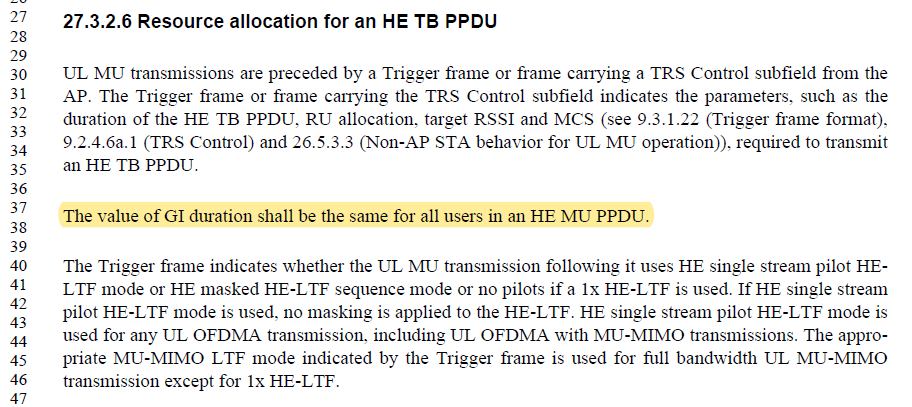 27 27.3.2.6 Resource allocation for an HE TB PPDU
28
29
30 UL MU transmissions are preceded by a Trigger frame or frame carrying a TRS Control subfield from the
31 AP. The Trigger frame or frame carrying the TRS Control subfield indicates the parameters, such as the
32 duration of the HE TB PPDU, RU allocation, target RSSI and MCS (see 9.3.1.22 (Trigger frame format),
33 9.2.4.6a.1 (TRS Control) and 26.5.3.3 (Non-AP STA behavior for UL MU operation)), required to transmit
34
35 an HE TB PPDU.
36
37 The value of GI duration shall be the same for all users in an HE MU PPDU.
38
39
40 The Trigger frame indicates whether the UL MU transmission following it uses HE single stream pilot HE-
41 LTF mode or HE masked HE-LTF sequence mode or no pilots if a 1x HE-LTF is used. If HE single stream
42 pilot HE-LTF mode is used, no masking is applied to the HE-LTF. HE single stream pilot HE-LTF mode is
43 used for any UL OFDMA transmission, including UL OFDMA with MU-MIMO transmissions. The appro-
44
45 priate MU-MIMO LTF mode indicated by the Trigger frame is used for full bandwidth UL MU-MIMO
46 transmission except for 1x HE-LTF.
47